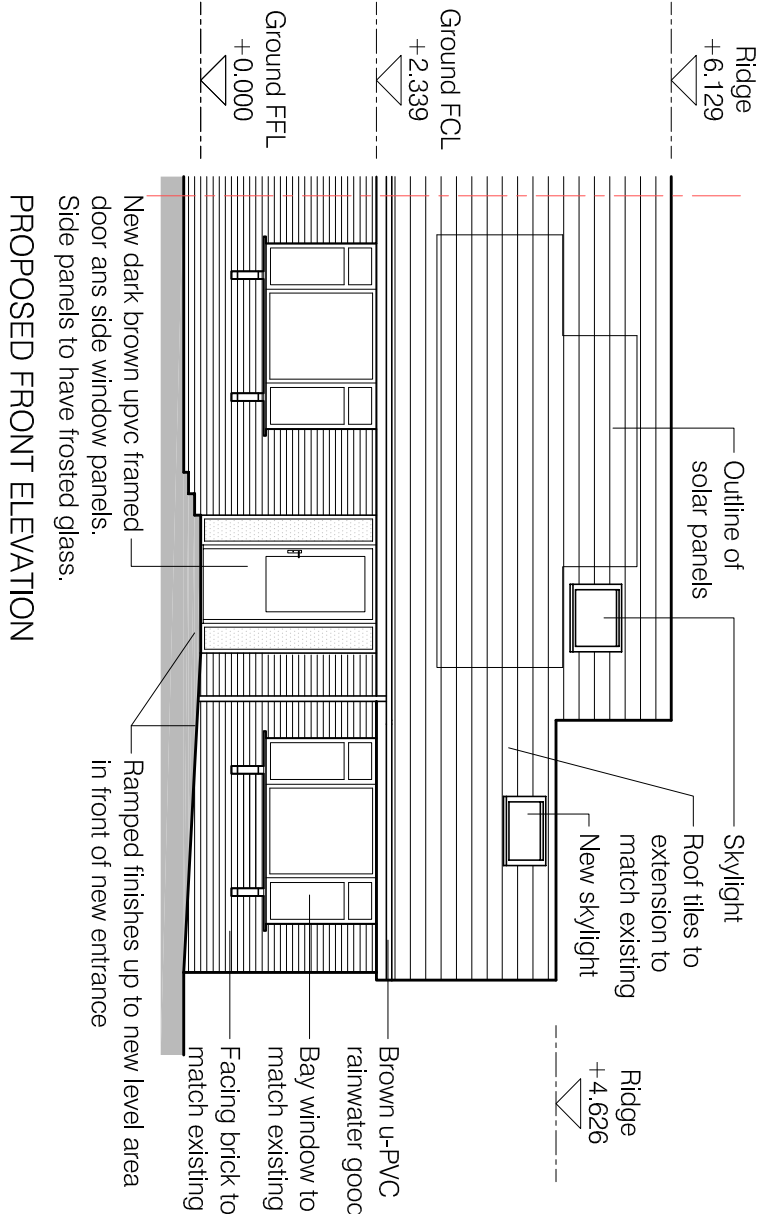 Ridge
+6.129
Ground FCL
+2.339
Ground FFL
+0.000
Outline of
solar panels
Skylight
Roof tiles to
extension to
match existing
New skylight
Ridge
+4.626
Brown u-PVC
rainwater good
Bay window to
match existing
Facing brick to
match existing
New dark brown upvc framed
door ans side window panels.
Side panels to have frosted glass.
Ramped finishes up to new level area
in front of new entrance
PROPOSED FRONT ELEVATION